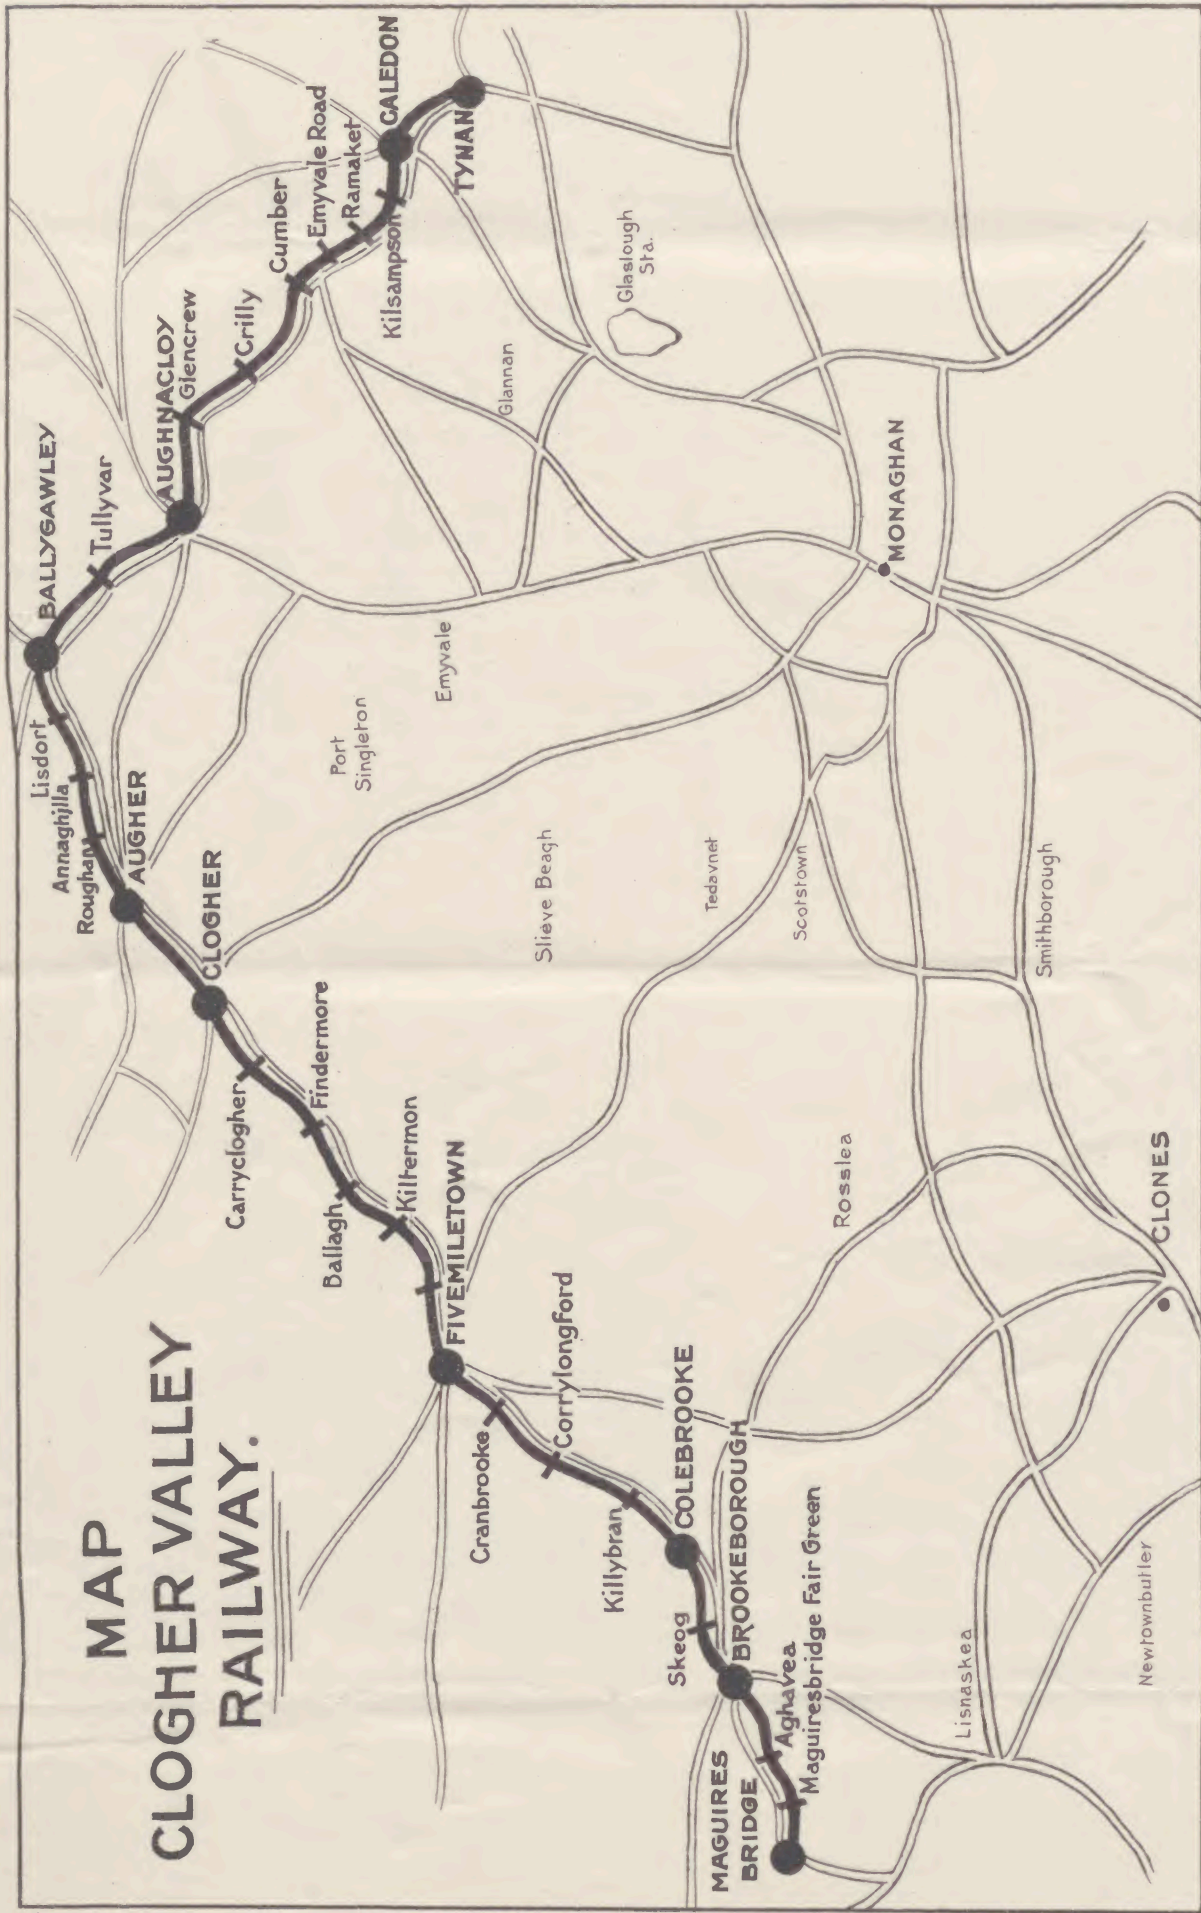 MAP
CLOGHER VALLEY
RAILWAY.
MAGUIRES
BRIDGE
Maguiresbridge Fair Green
Aghavea
BROOKEBOROUGH
Skeog
COLEBROOKE
Killybran
Corrylongford
Cranbrooke
FIVEMILETOWN
Kiltermon
Ballagh
Findermore
Carryclogher
CLOGHER
AUGHER
Roughan
Annaghilla
Lisdort
BALLYGAWLEY
Tullyvar
AUGHNACLOY
Glencrew
Crilly
Cumber
Emyvale Road
Ramaket
Kilsampson
CALEDON
TYNAN
Glaslough
Sta.
Glannan
Emyvale
Port
Singleton
Slieve Beagh
Tedavnet
Scotstown
MONAGHAN
Smithborough
Rosslea
CLONES
Lisnaskea
Newtownbutler